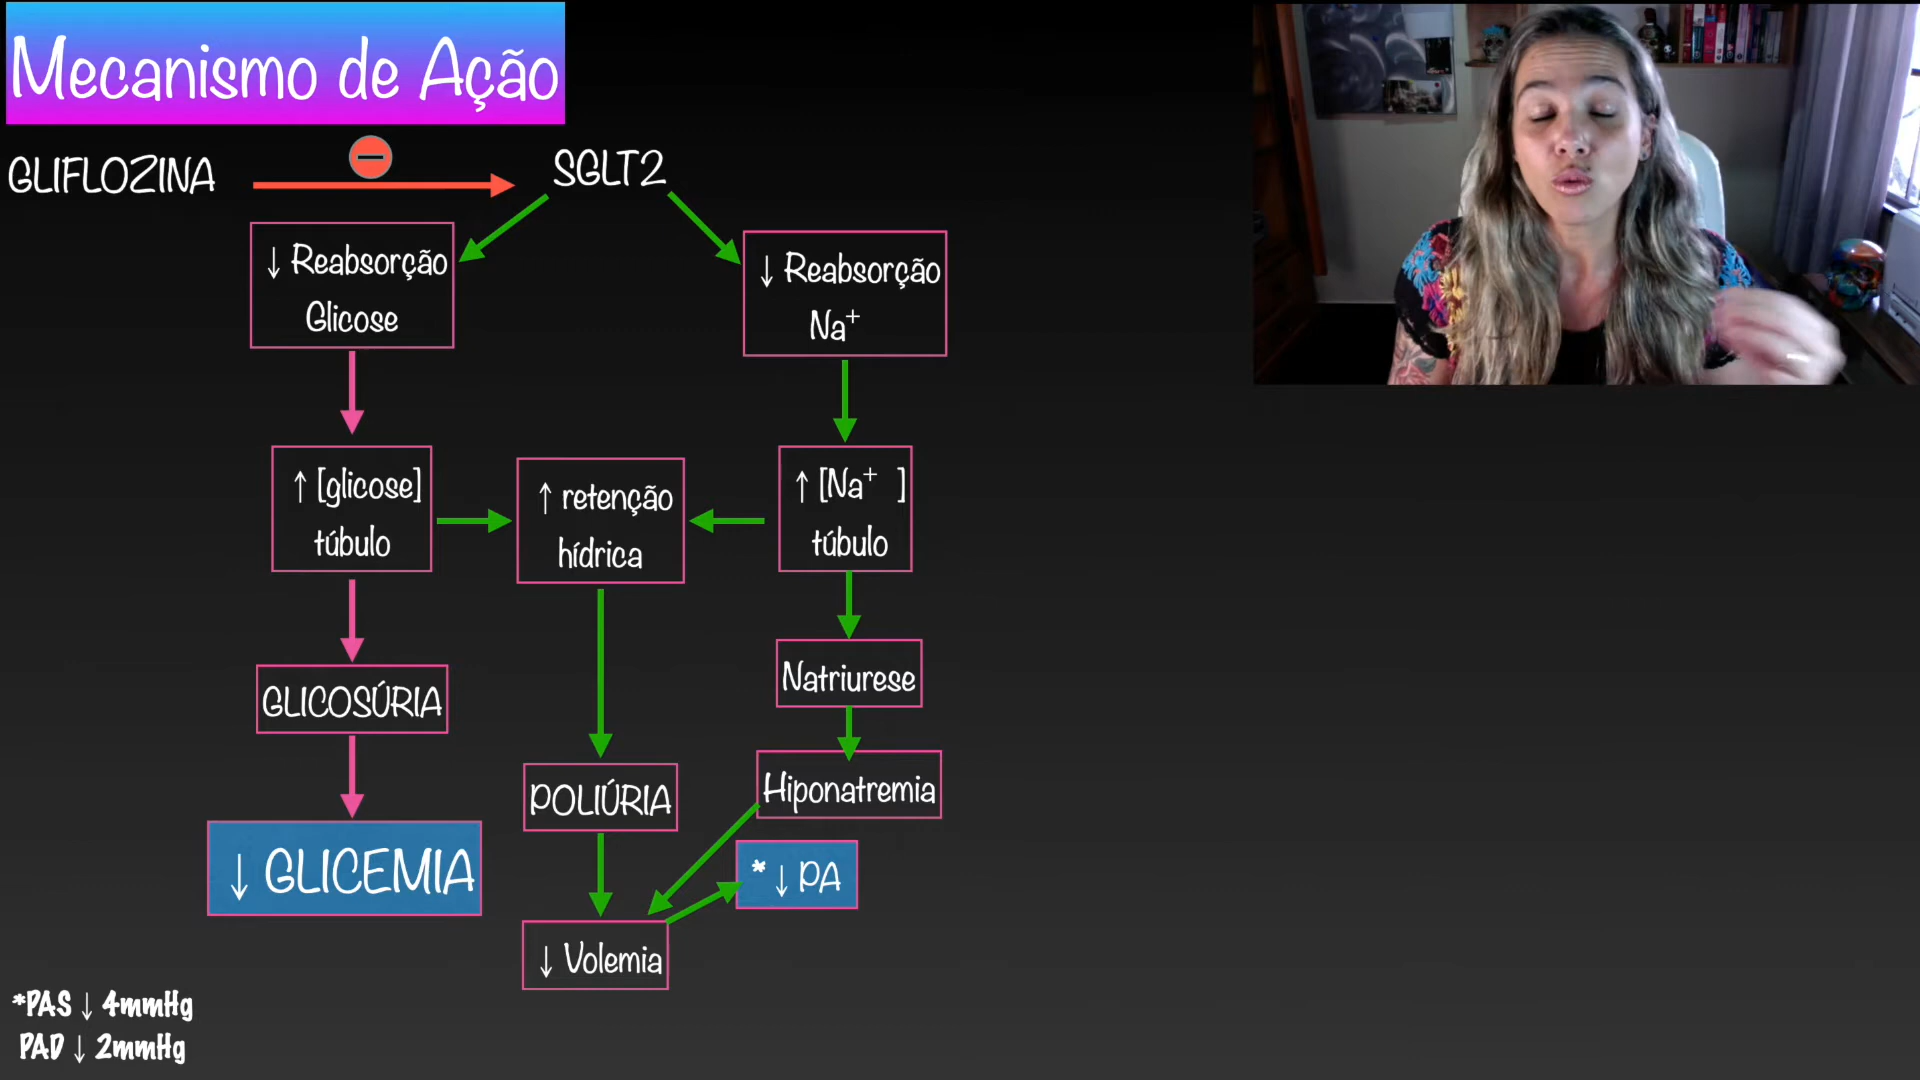 Mecanismo de Ação
GLIFLOZINA
SGLT2
↓ Reabsorção
Glicose
↓ Reabsorção
Na⁺
↑ [glicose]
túbulo
↑ retenção
hídrica
↑ [Na⁺ ]
túbulo
GLICOSÚRIA
Natriurese
POLIÚRIA
Hiponatremia
↓ GLICEMIA
* ↓ PA
↓ Volemia
*PAS ↓ 4mmHg
PAD ↓ 2mmHg